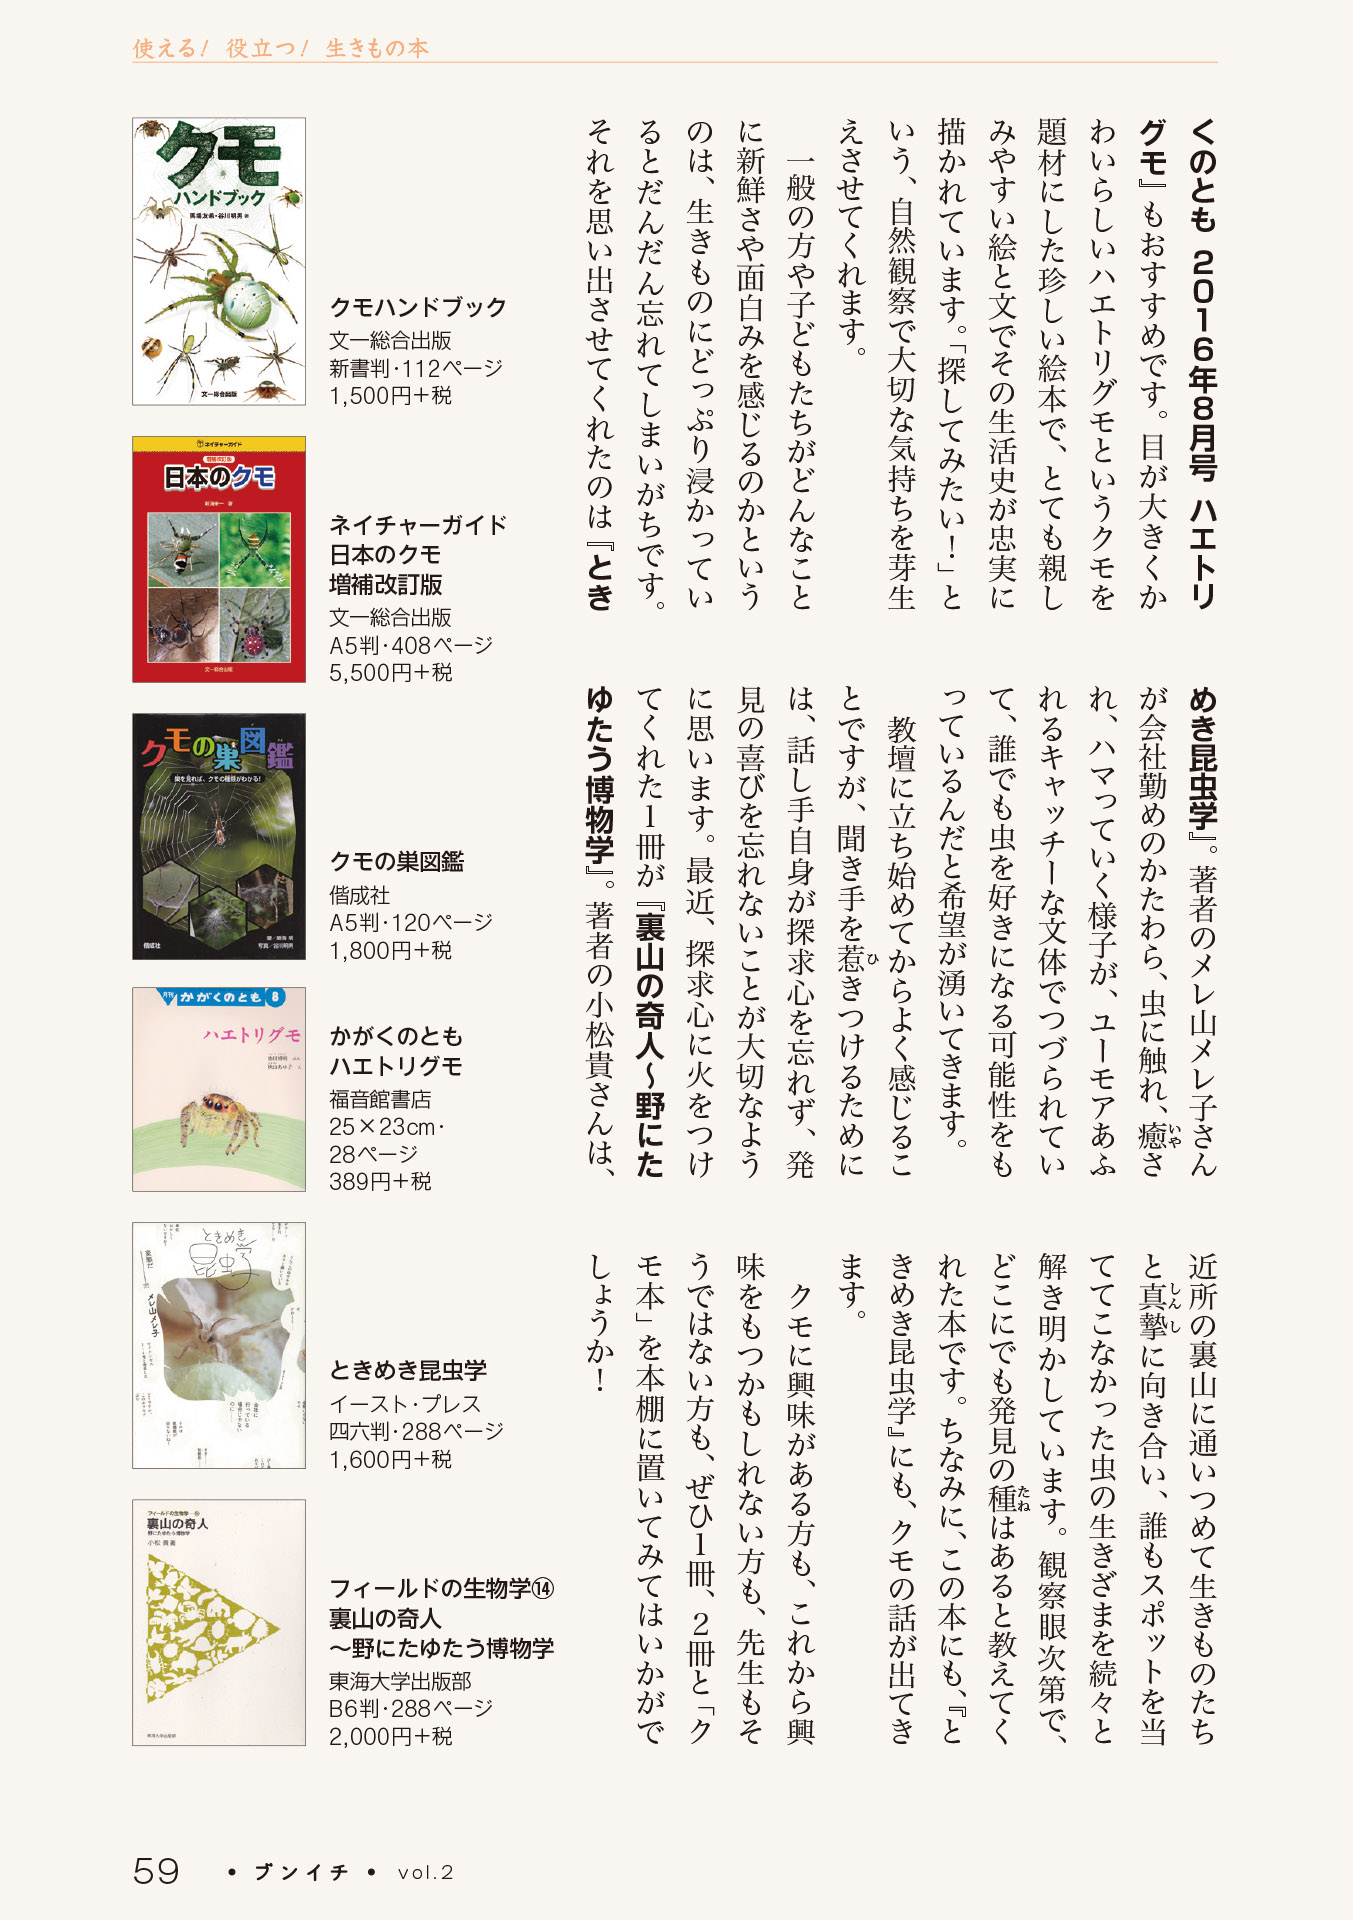 使える! 役立つ! 生きもの本
くのとも 2016年8月号 ハエトリ
グモ』もおすすめです。目が大きくか
わいらしいハエトリグモというクモを
題材にした珍しい絵本で、とても親し
みやすい絵と文でその生活史が忠実に
描かれています。「探してみたい!」と
いう、自然観察で大切な気持ちを芽生
えさせてくれます。
一般の方や子どもたちがどんなこと
に新鮮さや面白みを感じるのかという
のは、生きものにどっぷり浸かってい
るとだんだん忘れてしまいがちです。
それを思い出させてくれたのは『とき
めき昆虫学』。著者のメレ山メレ子さん
が会社勤めのかたわら、虫に触れ、癒さ
いや
れ、ハマっていく様子が、ユーモアあふ
れるキャッチーな文体でつづられてい
て、誰でも虫を好きになる可能性をも
っているんだと希望が湧いてきます。
教壇に立ち始めてからよく感じるこ
とですが、聞き手を惹きつけるために
ひ
は、話し手自身が探求心を忘れず、発
見の喜びを忘れないことが大切なよう
に思います。最近、探求心に火をつけ
てくれた1冊が『裏山の奇人〜野にた
ゆたう博物学』。著者の小松貴さんは、
近所の裏山に通いつめて生きものたち
と真摯に向き合い、誰もスポットを当
しんし
ててこなかった虫の生きざまを続々と
解き明かしています。観察眼次第で、
どこにでも発見の種はあると教えてく
たね
れた本です。ちなみに、この本にも、『と
きめき昆虫学』にも、クモの話が出てき
ます。
クモに興味がある方も、これから興
味をもつかもしれない方も、先生もそ
うではない方も、ぜひ1冊、2冊と「ク
モ本」を本棚に置いてみてはいかがで
しょうか!
クモ
ハンドブック
馬場友希・谷川明男 著
文一総合出版
クモハンドブック
文一総合出版
新書判・112ページ
1,500円+税
ネイチャーガイド
増補改訂版
日本のクモ
新海栄一 著
文一総合出版
ネイチャーガイド
日本のクモ
増補改訂版
文一総合出版
A5判・408ページ
5,500円+税
クモの巣図鑑
巣を見れば、クモの種類がわかる!
著/新海 明
写真/谷川明男
偕成社
クモの巣図鑑
偕成社
A5判・120ページ
1,800円+税
月刊 かがくのとも 8
ハエトリグモ
かがくのとも
ハエトリグモ
福音館書店
25×23cm・
28ページ
389円+税
ときめき
昆虫学
メレ山メレ子
ときめき昆虫学
イースト・プレス
四六判・288ページ
1,600円+税
フィールドの生物学—⑭
裏山の奇人
野にたゆたう博物学
小松 貴 著
東海大学出版部
フィールドの生物学⑭
裏山の奇人
〜野にたゆたう博物学
東海大学出版部
B6判・288ページ
2,000円+税
59 • ブンイチ • vol.2